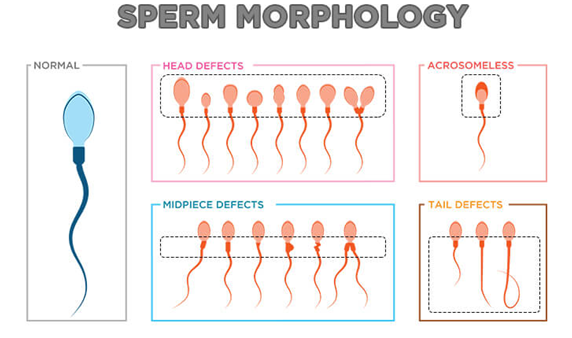 SPERM MORPHOLOGY
NORMAL
HEAD DEFECTS
ACROSOMELESS
MIDPIECE DEFECTS
TAIL DEFECTS